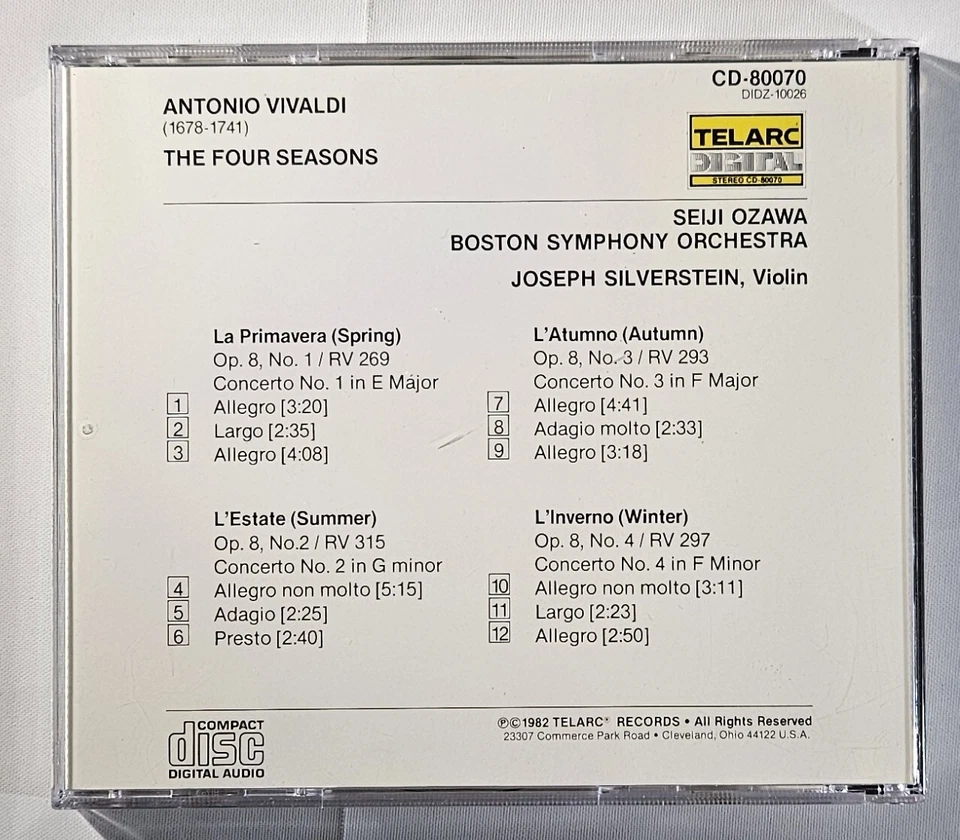 ANTONIO VIVALDI
(1678-1741)
THE FOUR SEASONS
CD-80070
DIDZ-10026
TELARC
DIGITAL
STEREO CD-80070
SEIJI OZAWA
BOSTON SYMPHONY ORCHESTRA
JOSEPH SILVERSTEIN, Violin
La Primavera (Spring)
Op. 8, No. 1 / RV 269
Concerto No. 1 in E Major
1 Allegro [3:20]
2 Largo [2:35]
3 Allegro [4:08]
L'Estate (Summer)
Op. 8, No.2 / RV 315
Concerto No. 2 in G minor
4 Allegro non molto [5:15]
5 Adagio [2:25]
6 Presto [2:40]
L'Atumno (Autumn)
Op. 8, No. 3 / RV 293
Concerto No. 3 in F Major
7 Allegro [4:41]
8 Adagio molto [2:33]
9 Allegro [3:18]
L'Inverno (Winter)
Op. 8, No. 4 / RV 297
Concerto No. 4 in F Minor
10 Allegro non molto [3:11]
11 Largo [2:23]
12 Allegro [2:50]
COMPACT
disc
DIGITAL AUDIO
℗©1982 TELARC® RECORDS • All Rights Reserved
23307 Commerce Park Road • Cleveland, Ohio 44122 U.S.A.